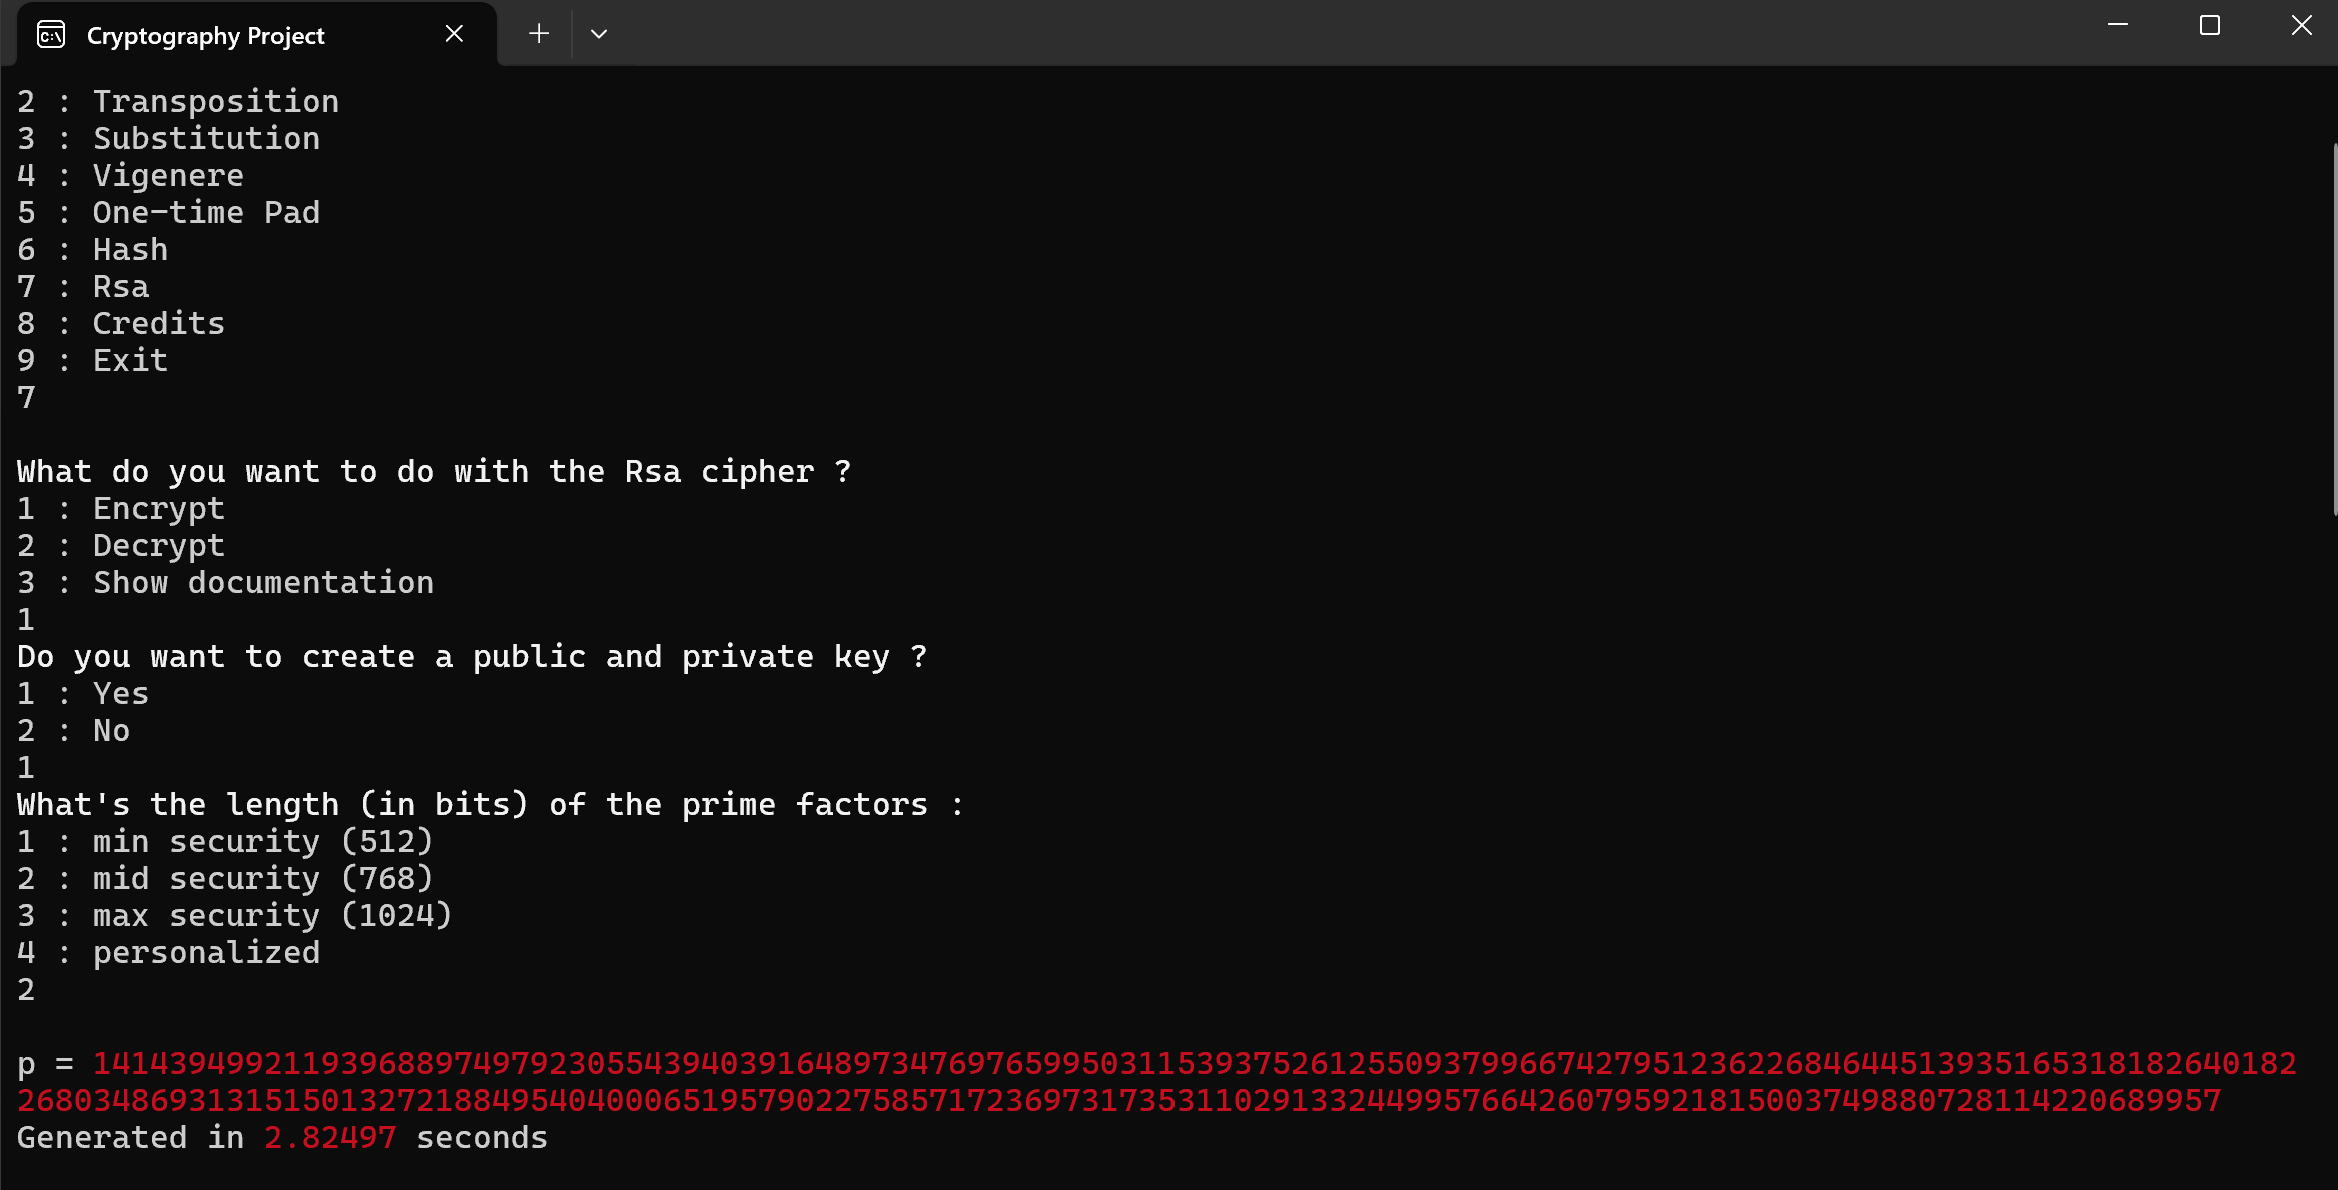 Cryptography Project
2 : Transposition
3 : Substitution
4 : Vigenere
5 : One-time Pad
6 : Hash
7 : Rsa
8 : Credits
9 : Exit
7
What do you want to do with the Rsa cipher ?
1 : Encrypt
2 : Decrypt
3 : Show documentation
1
Do you want to create a public and private key ?
1 : Yes
2 : No
1
What's the length (in bits) of the prime factors :
1 : min security (512)
2 : mid security (768)
3 : max security (1024)
4 : personalized
2
p = 14143949921193968897497923055439403916489734769765995031153937526125509379966742795123622684644513935165318182640182
26803486931315150132721884954040006519579022758571723697317353110291332449957664260795921815003749880728114220689957
Generated in 2.82497 seconds